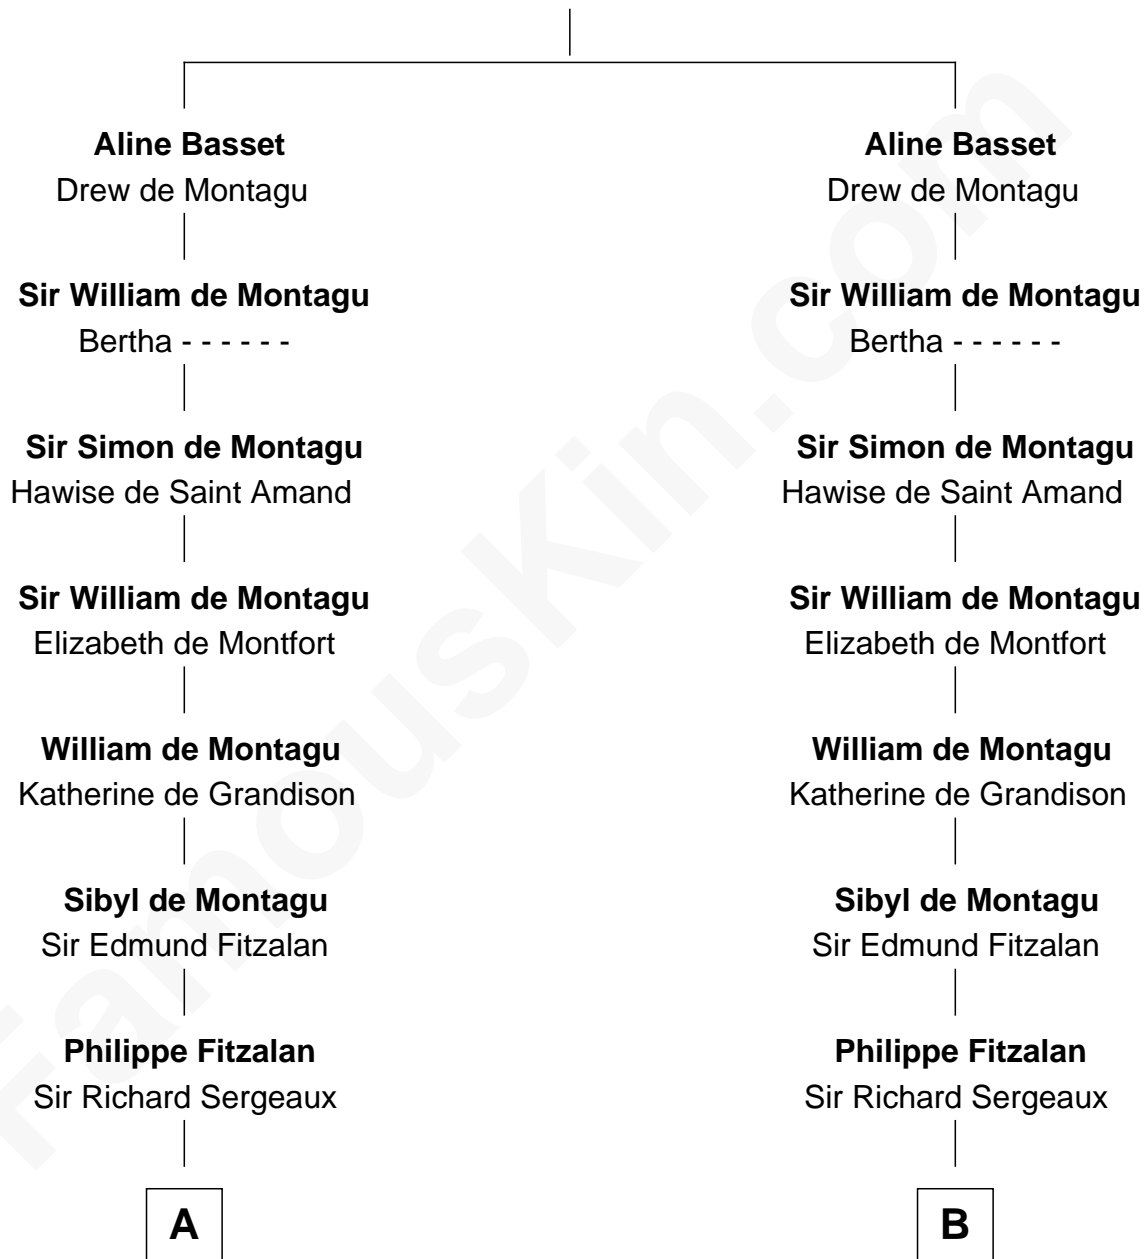 Aline Basset
Drew de Montagu
Sir William de Montagu
Bertha - - - - - -
Sir Simon de Montagu
Hawise de Saint Amand
Sir William de Montagu
Elizabeth de Montfort
William de Montagu
Katherine de Grandison
Sibyl de Montagu
Sir Edmund Fitzalan
Philippe Fitzalan
Sir Richard Sergeaux
A
Aline Basset
Drew de Montagu
Sir William de Montagu
Bertha - - - - - -
Sir Simon de Montagu
Hawise de Saint Amand
Sir William de Montagu
Elizabeth de Montfort
William de Montagu
Katherine de Grandison
Sibyl de Montagu
Sir Edmund Fitzalan
Philippe Fitzalan
Sir Richard Sergeaux
B
FamousKin.com